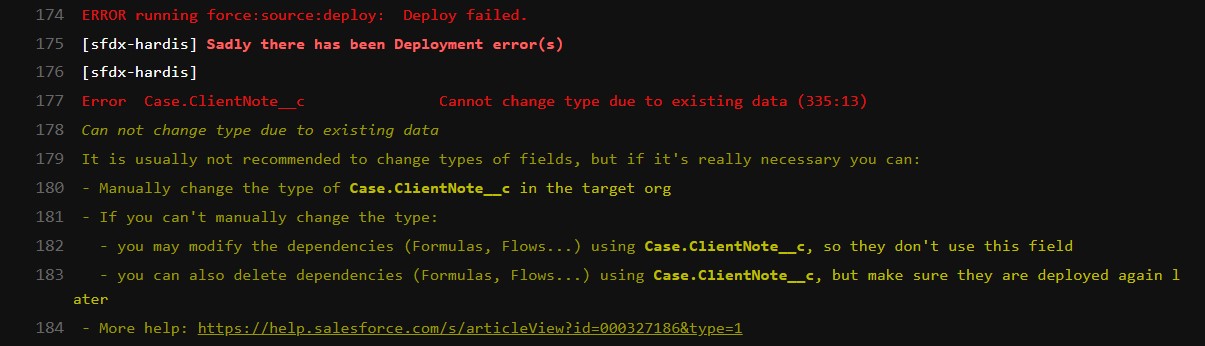 174 ERROR running force:source:deploy:  Deploy failed.
175 [sfdx-hardis] Sadly there has been Deployment error(s)
176 [sfdx-hardis]
177 Error  Case.ClientNote__c               Cannot change type due to existing data (335:13)
178 Can not change type due to existing data
179 It is usually not recommended to change types of fields, but if it's really necessary you can:
180 - Manually change the type of Case.ClientNote__c in the target org
181 - If you can't manually change the type:
182   - you may modify the dependencies (Formulas, Flows...) using Case.ClientNote__c, so they don't use this field
183   - you can also delete dependencies (Formulas, Flows...) using Case.ClientNote__c, but make sure they are deployed again l
ater
184 - More help: https://help.salesforce.com/s/articleView?id=000327186&type=1